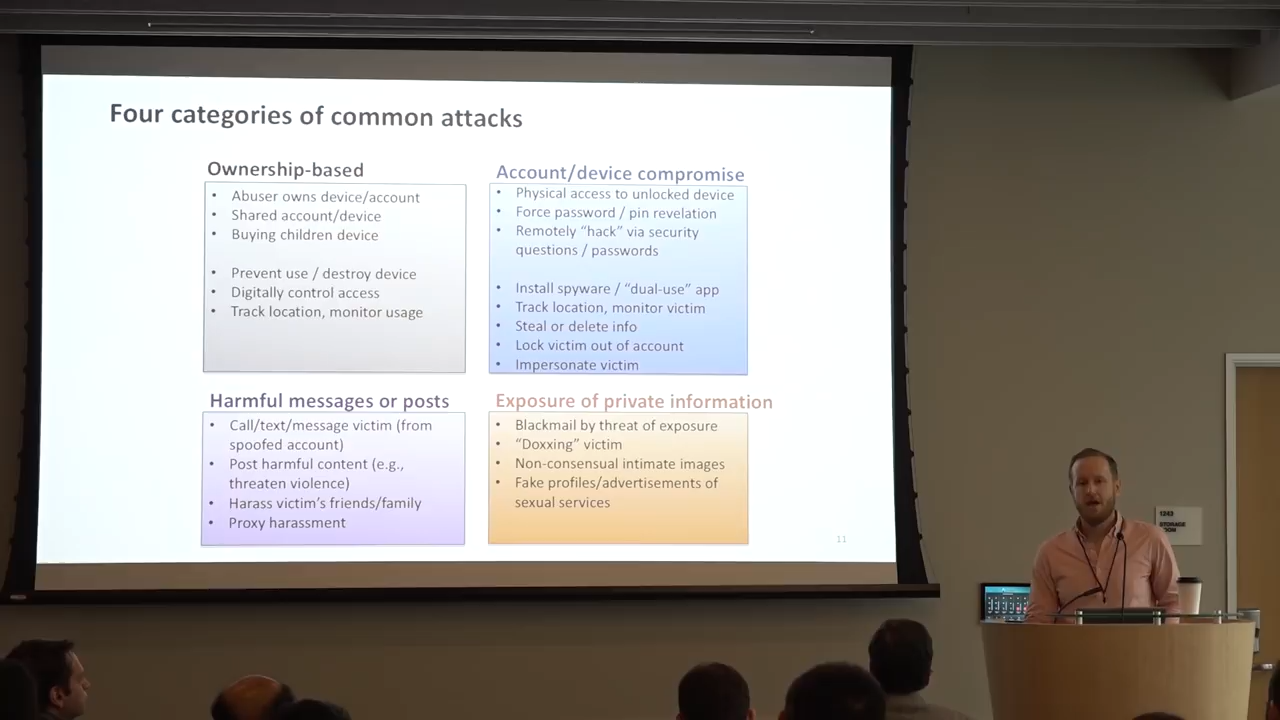 Four categories of common attacks
Ownership-based
• Abuser owns device/account
• Shared account/device
• Buying children device
• Prevent use / destroy device
• Digitally control access
• Track location, monitor usage
Account/device compromise
• Physical access to unlocked device
• Force password / pin revelation
• Remotely “hack” via security
questions / passwords
• Install spyware / “dual-use” app
• Track location, monitor victim
• Steal or delete info
• Lock victim out of account
• Impersonate victim
Harmful messages or posts
• Call/text/message victim (from
spoofed account)
• Post harmful content (e.g.,
threaten violence)
• Harass victim’s friends/family
• Proxy harassment
Exposure of private information
• Blackmail by threat of exposure
• “Doxxing” victim
• Non-consensual intimate images
• Fake profiles/advertisements of
sexual services
11
STORAGE